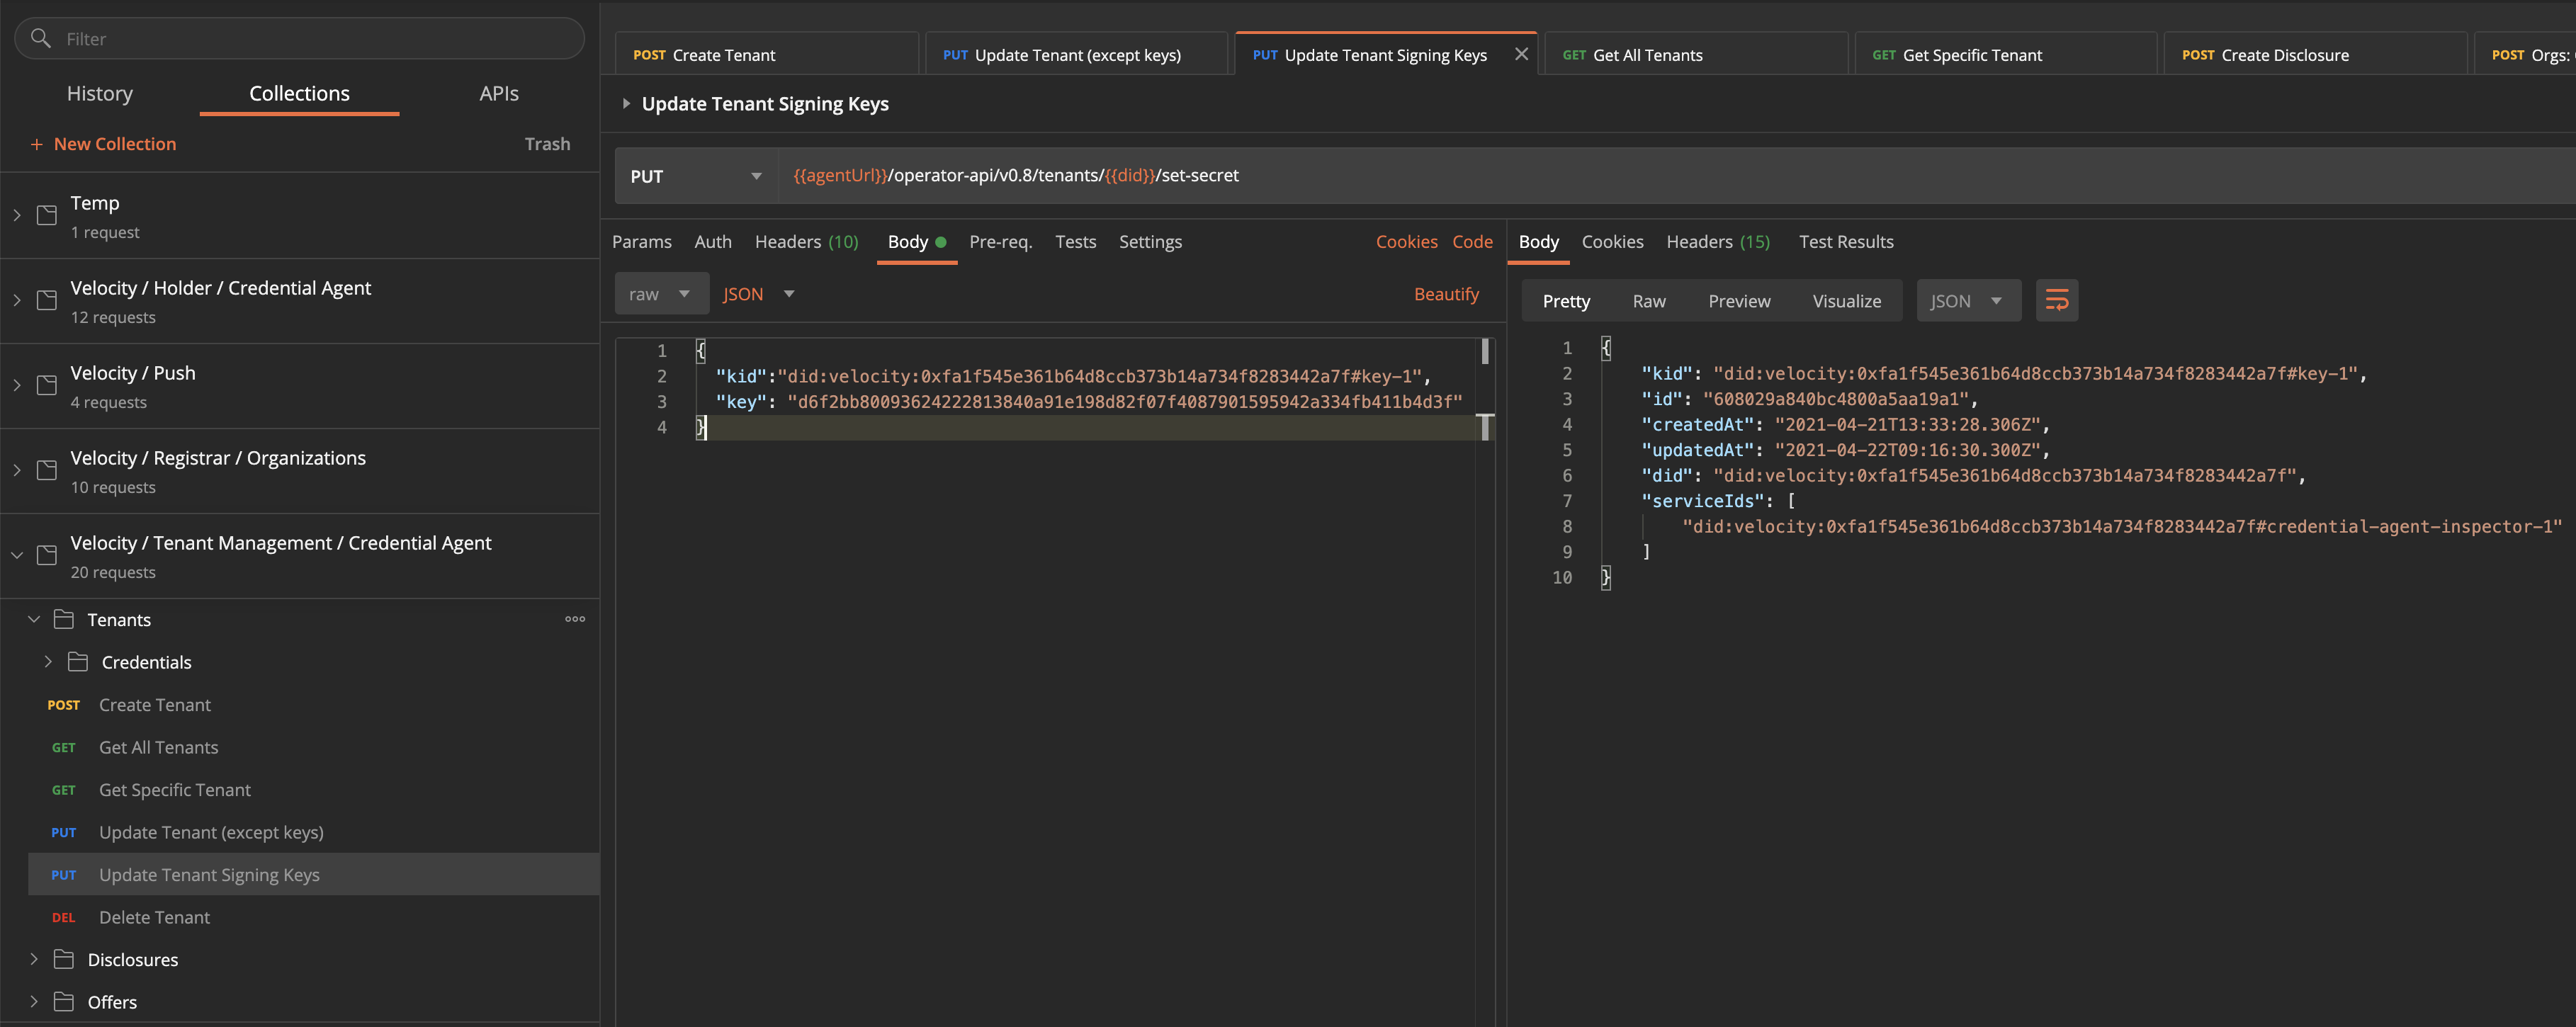 Filter
History Collections APIs
+ New Collection Trash
Temp
1 request
Velocity / Holder / Credential Agent
12 requests
Velocity / Push
4 requests
Velocity / Registrar / Organizations
10 requests
Velocity / Tenant Management / Credential Agent
20 requests
Tenants
Credentials
POST Create Tenant
GET Get All Tenants
GET Get Specific Tenant
PUT Update Tenant (except keys)
PUT Update Tenant Signing Keys
DEL Delete Tenant
Disclosures
Offers
POST Create Tenant PUT Update Tenant (except keys) PUT Update Tenant Signing Keys GET Get All Tenants GET Get Specific Tenant POST Create Disclosure POST Orgs:
Update Tenant Signing Keys
PUT {{agentUrl}}/operator-api/v0.8/tenants/{{did}}/set-secret
Params Auth Headers (10) Body Pre-req. Tests Settings Cookies Code
raw JSON Beautify
1 {
2 "kid":"did:velocity:0xfa1f545e361b64d8ccb373b14a734f8283442a7f#key-1",
3 "key": "d6f2bb80093624222813840a91e198d82f07f4087901595942a334fb411b4d3f"
4 }
Body Cookies Headers (15) Test Results
Pretty Raw Preview Visualize JSON
1 {
2 "kid": "did:velocity:0xfa1f545e361b64d8ccb373b14a734f8283442a7f#key-1",
3 "id": "608029a840bc4800a5aa19a1",
4 "createdAt": "2021-04-21T13:33:28.306Z",
5 "updatedAt": "2021-04-22T09:16:30.300Z",
6 "did": "did:velocity:0xfa1f545e361b64d8ccb373b14a734f8283442a7f",
7 "serviceIds": [
8 "did:velocity:0xfa1f545e361b64d8ccb373b14a734f8283442a7f#credential-agent-inspector-1"
9 ]
10 }